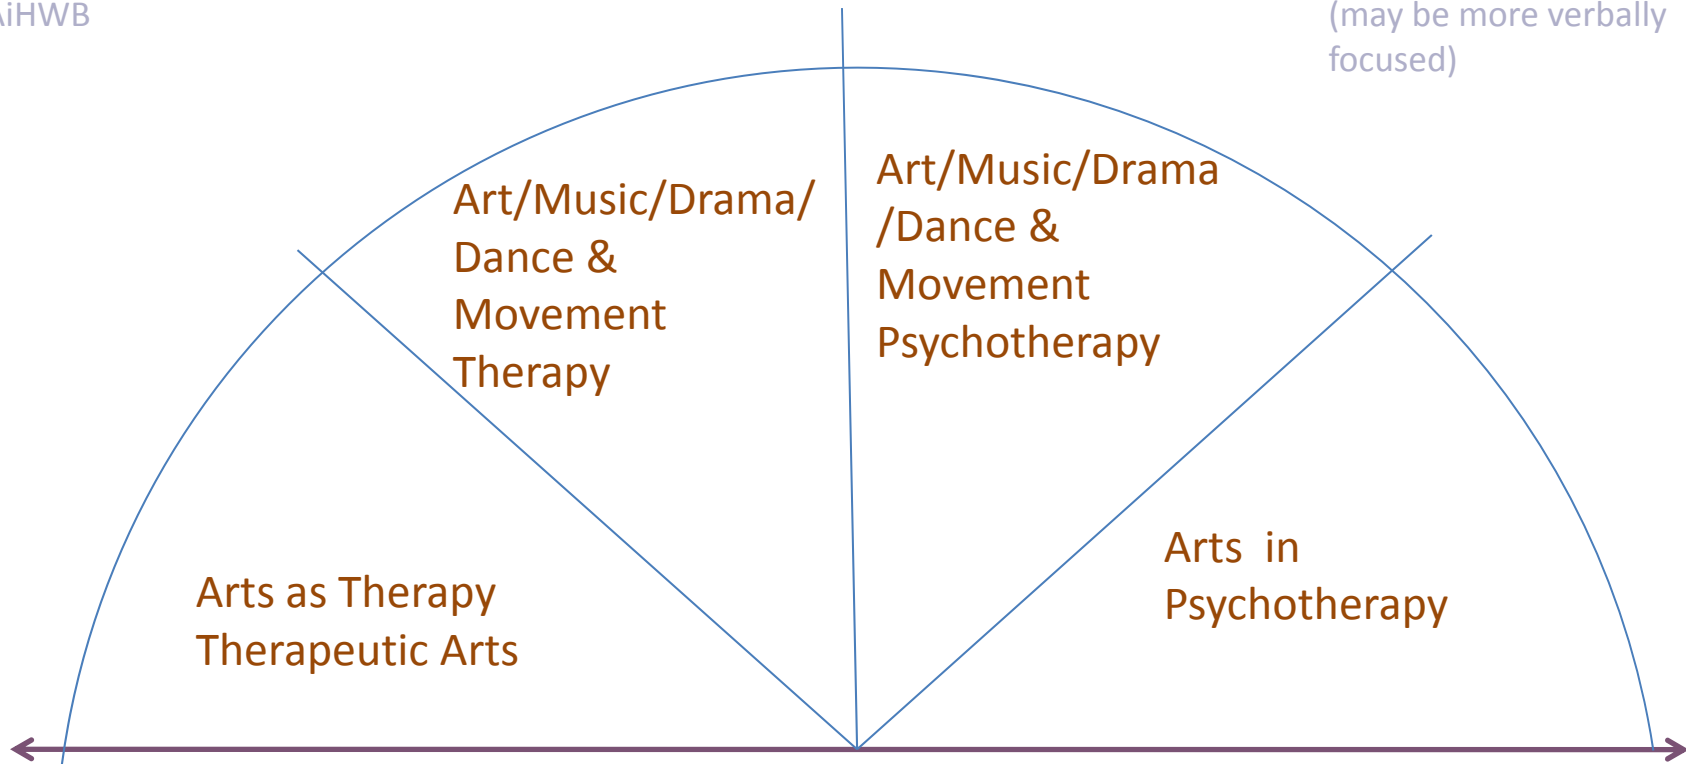 AiHWB
(may be more verbally
focused)
Art/Music/Drama/
Dance &
Movement
Therapy
Art/Music/Drama
/Dance &
Movement
Psychotherapy
Arts as Therapy
Therapeutic Arts
Arts in
Psychotherapy